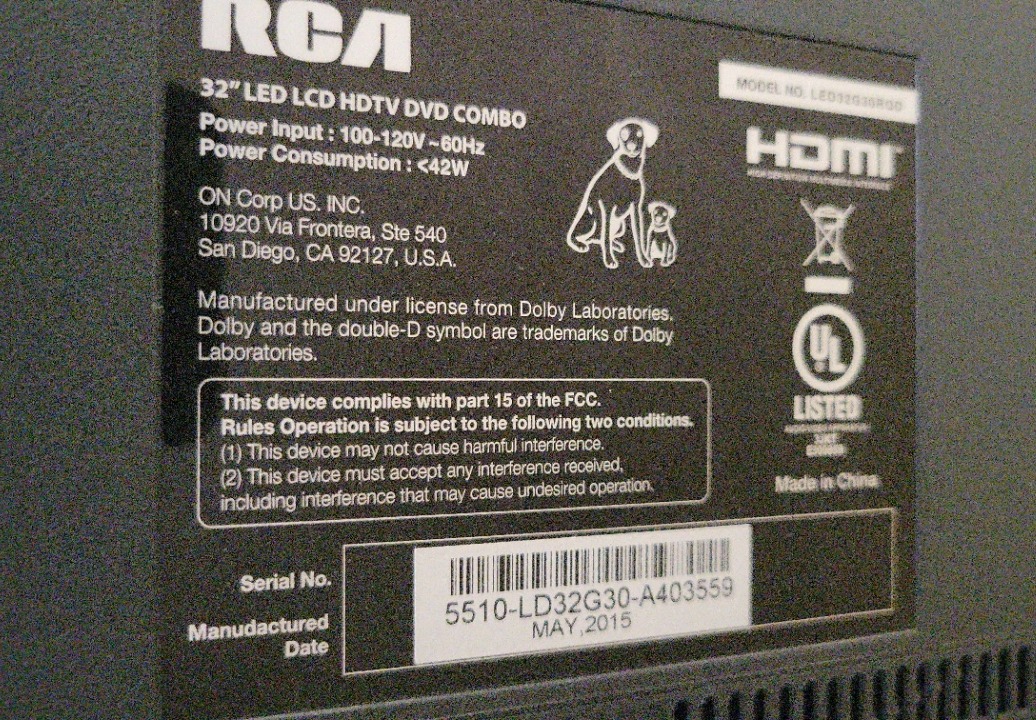 RCA
32" LED LCD HDTV DVD COMBO
Power Input : 100-120V ~ 60Hz
Power Consumption : <42W
ON Corp US. INC.
10920 Via Frontera, Ste 540
San Diego, CA 92127, U.S.A.
Manufactured under license from Dolby Laboratories.
Dolby and the double-D symbol are trademarks of Dolby
Laboratories.
This device complies with part 15 of the FCC.
Rules Operation is subject to the following two conditions.
(1) This device may not cause harmful interference.
(2) This device must accept any interference received,
including interference that may cause undesired operation.
MODEL NO. LED32G30RQD
HDMI
UL
LISTED
Made in China
Serial No.
Manudactured
Date
5510-LD32G30-A403559
MAY,2015